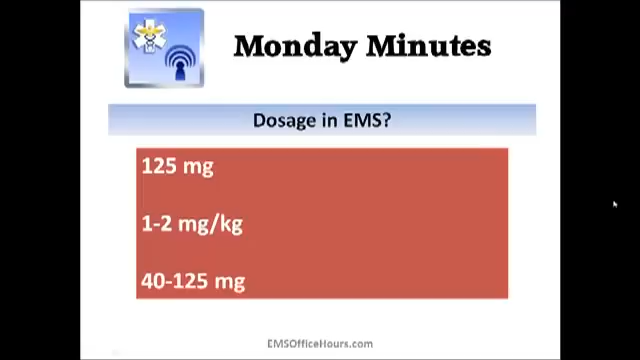 Monday Minutes
Dosage in EMS?
125 mg
1-2 mg/kg
40-125 mg
EMSOfficeHours.com